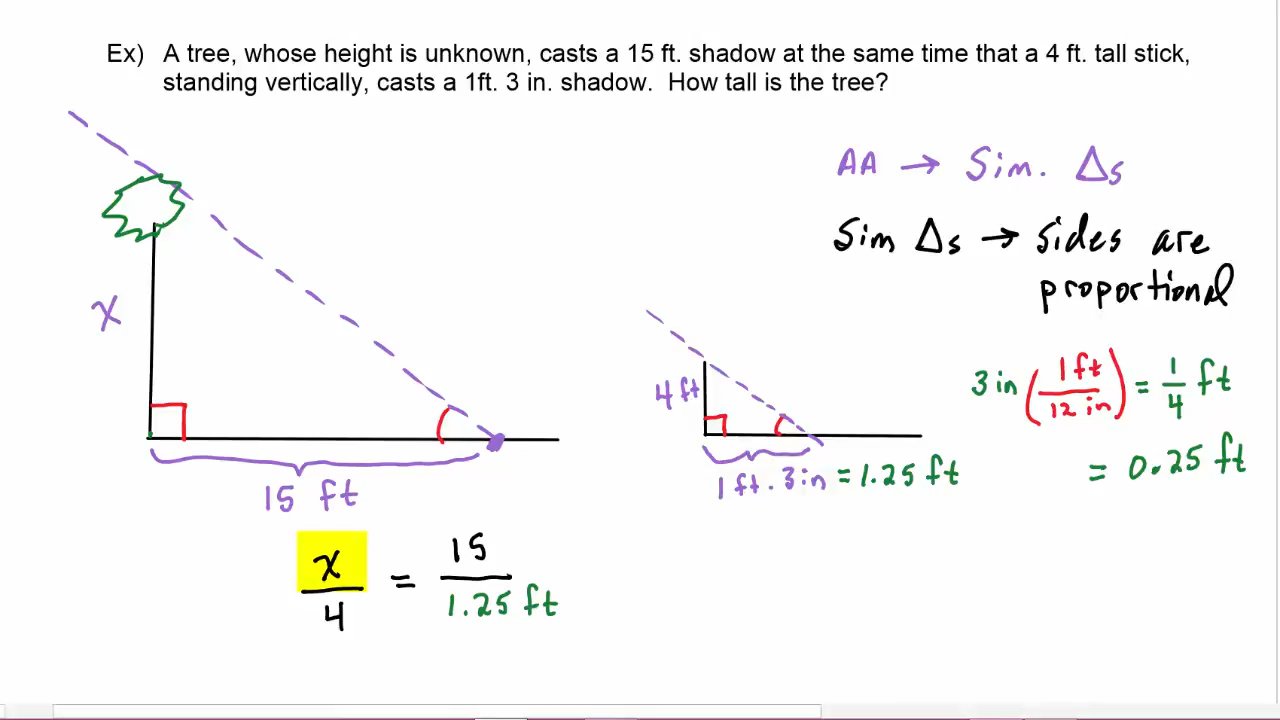 Ex) A tree, whose height is unknown, casts a 15 ft. shadow at the same time that a 4 ft. tall stick,
standing vertically, casts a 1ft. 3 in. shadow. How tall is the tree?
AA → Sim. Δs
Sim Δs → sides are
proportional
x
15 ft
4 ft
1 ft. 3 in = 1.25 ft
3 in (1 ft / 12 in) = 1/4 ft
= 0.25 ft
x/4 = 15/1.25 ft